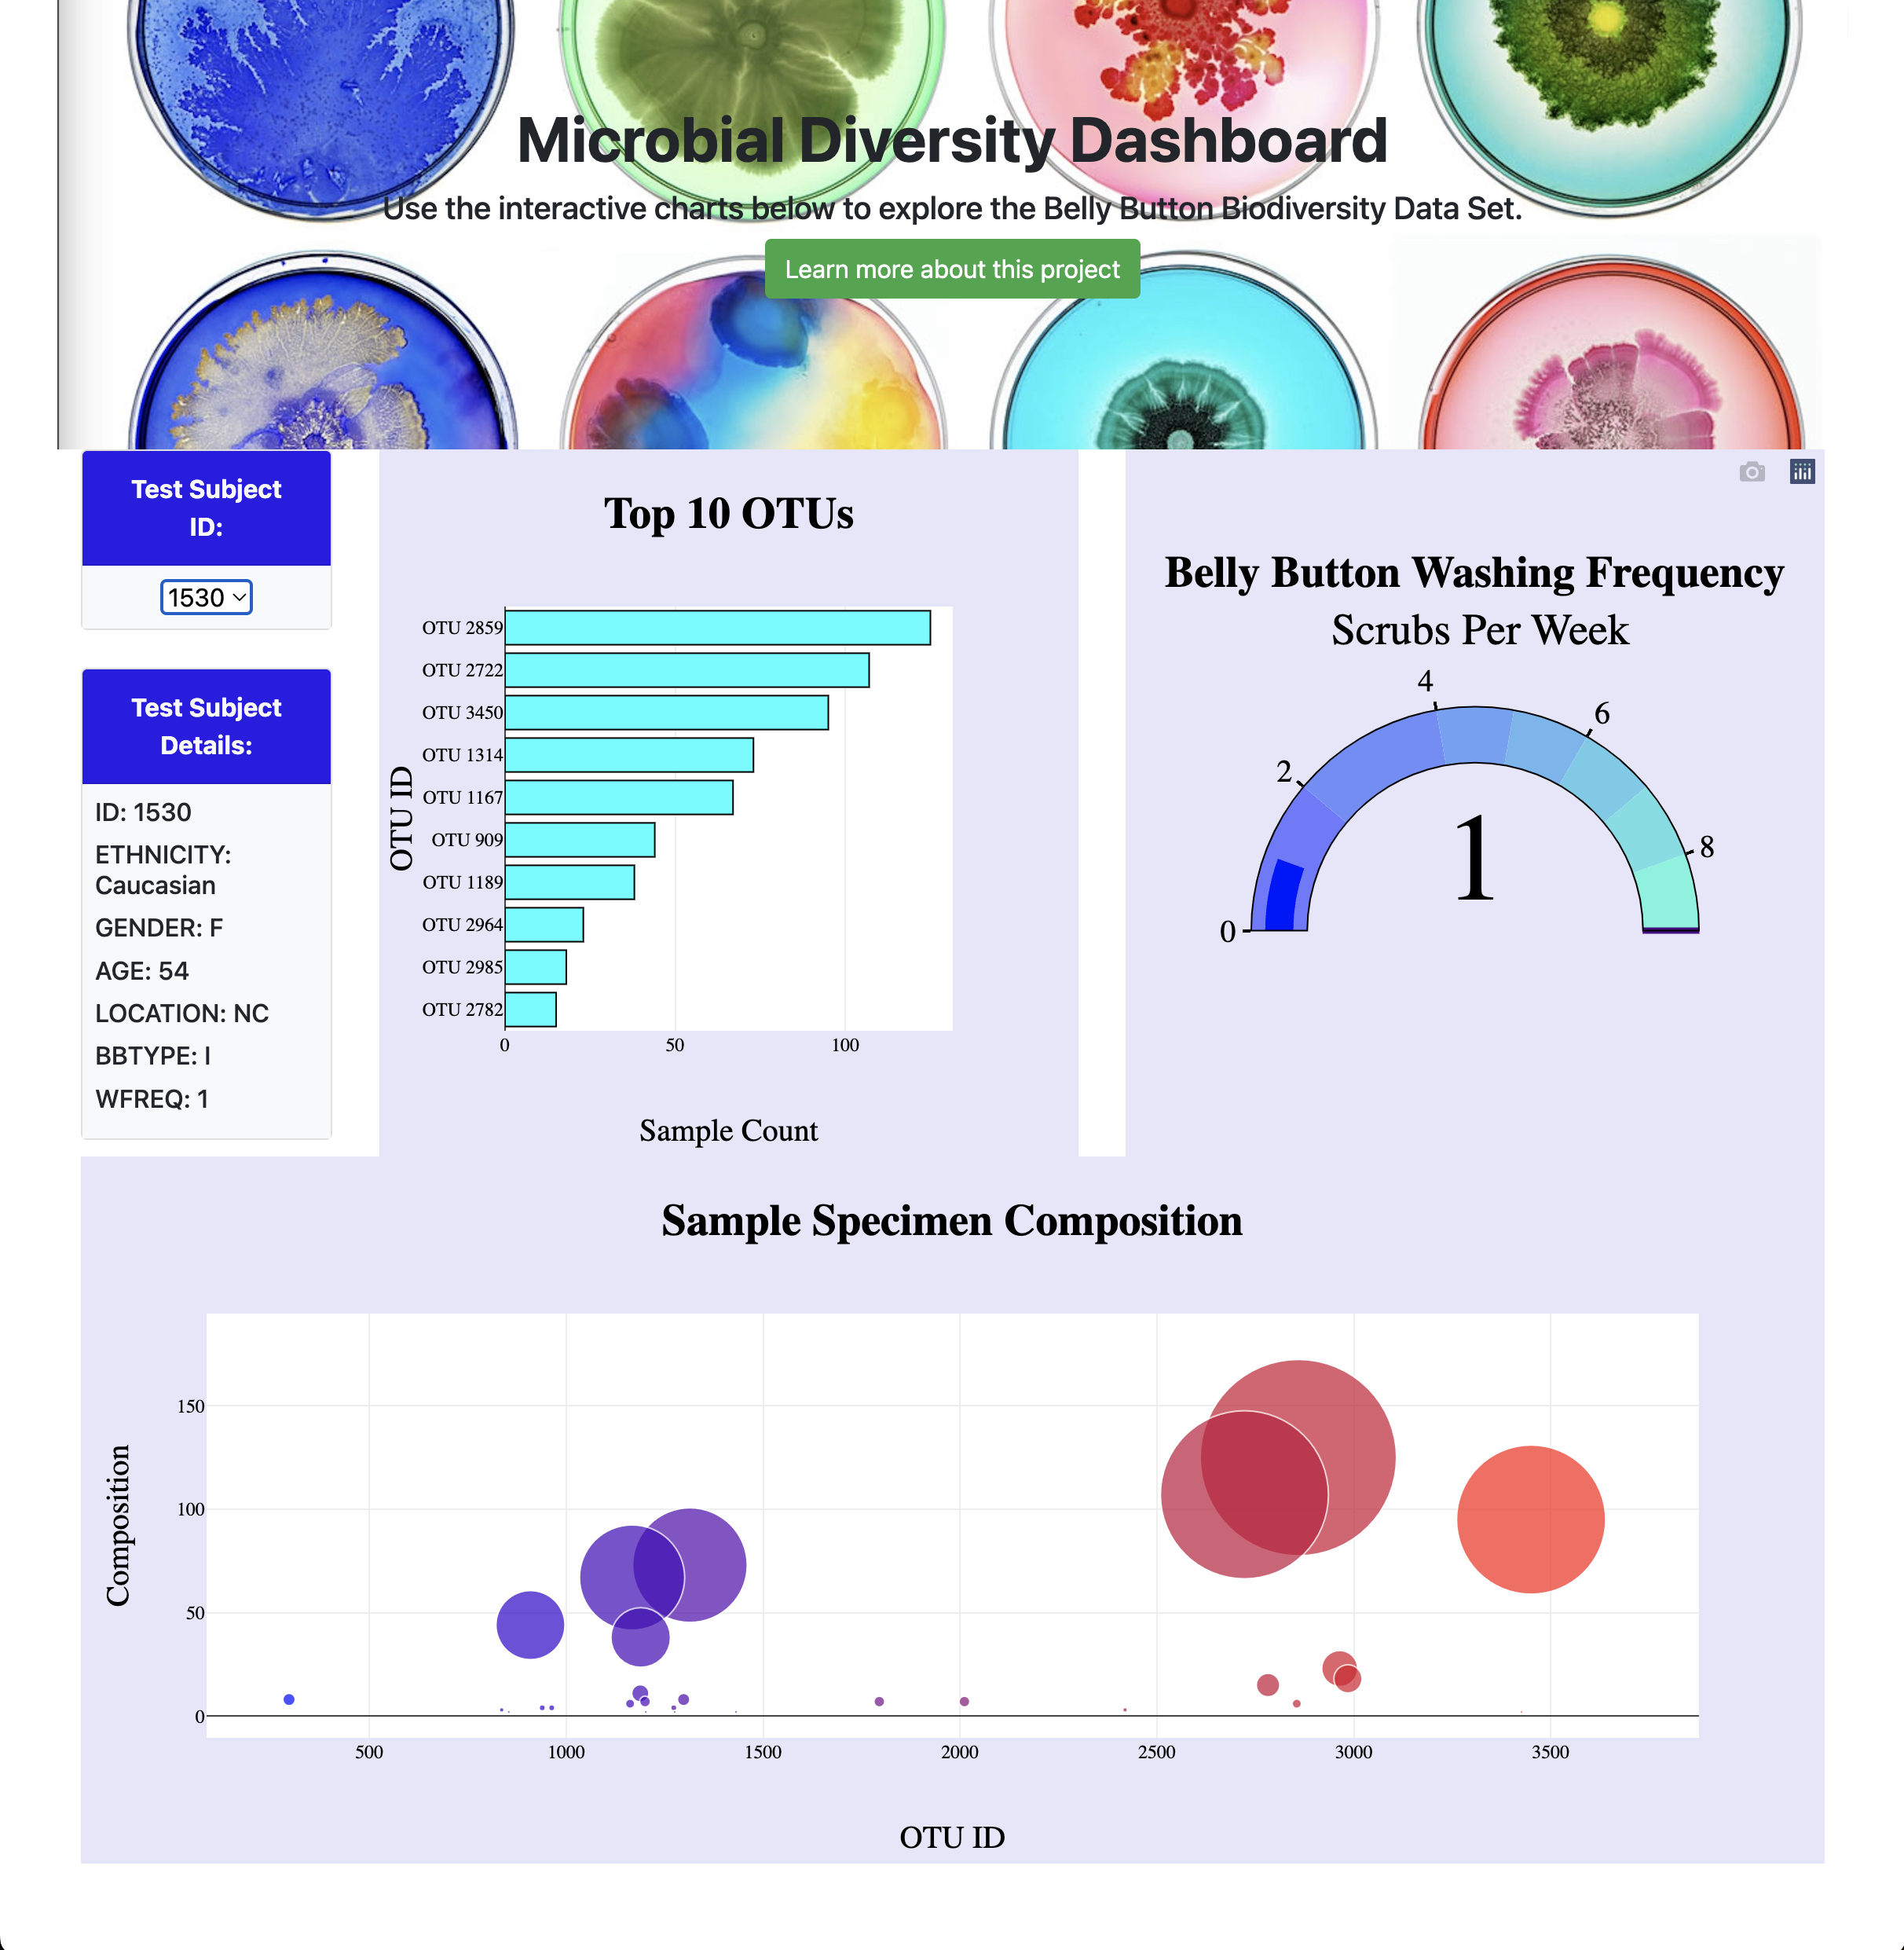 Microbial Diversity Dashboard
Use the interactive charts below to explore the Belly Button Biodiversity Data Set.
Learn more about this project
Test Subject
ID:
1530
Test Subject
Details:
ID: 1530
ETHNICITY:
Caucasian
GENDER: F
AGE: 54
LOCATION: NC
BBTYPE: I
WFREQ: 1
Top 10 OTUs
OTU ID
OTU 2859
OTU 2722
OTU 3450
OTU 1314
OTU 1167
OTU 909
OTU 1189
OTU 2964
OTU 2985
OTU 2782
0 50 100
Sample Count
Belly Button Washing Frequency
Scrubs Per Week
0
2
4
6
8
1
Sample Specimen Composition
Composition
150
100
50
0
500 1000 1500 2000 2500 3000 3500
OTU ID